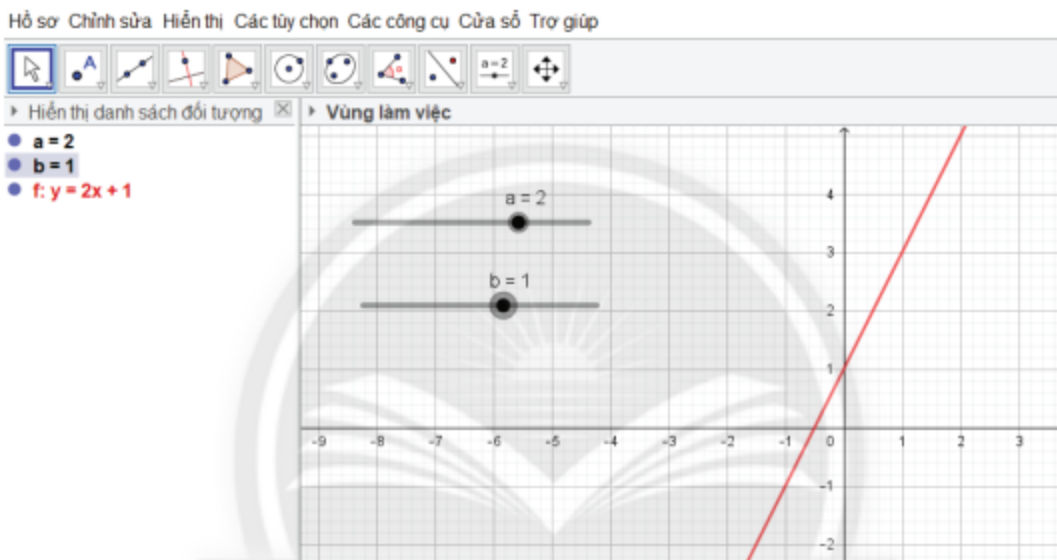 Hồ sơ Chỉnh sửa Hiển thị Các tùy chọn Các công cụ Cửa sổ Trợ giúp
A a=2
Hiển thị danh sách đối tượng Vùng làm việc
a = 2
b = 1
f: y = 2x + 1
a = 2
b = 1
4
3
2
1
-9 -8 -7 -6 -5 -4 -3 -2 -1 0 1 2 3
-1
-2